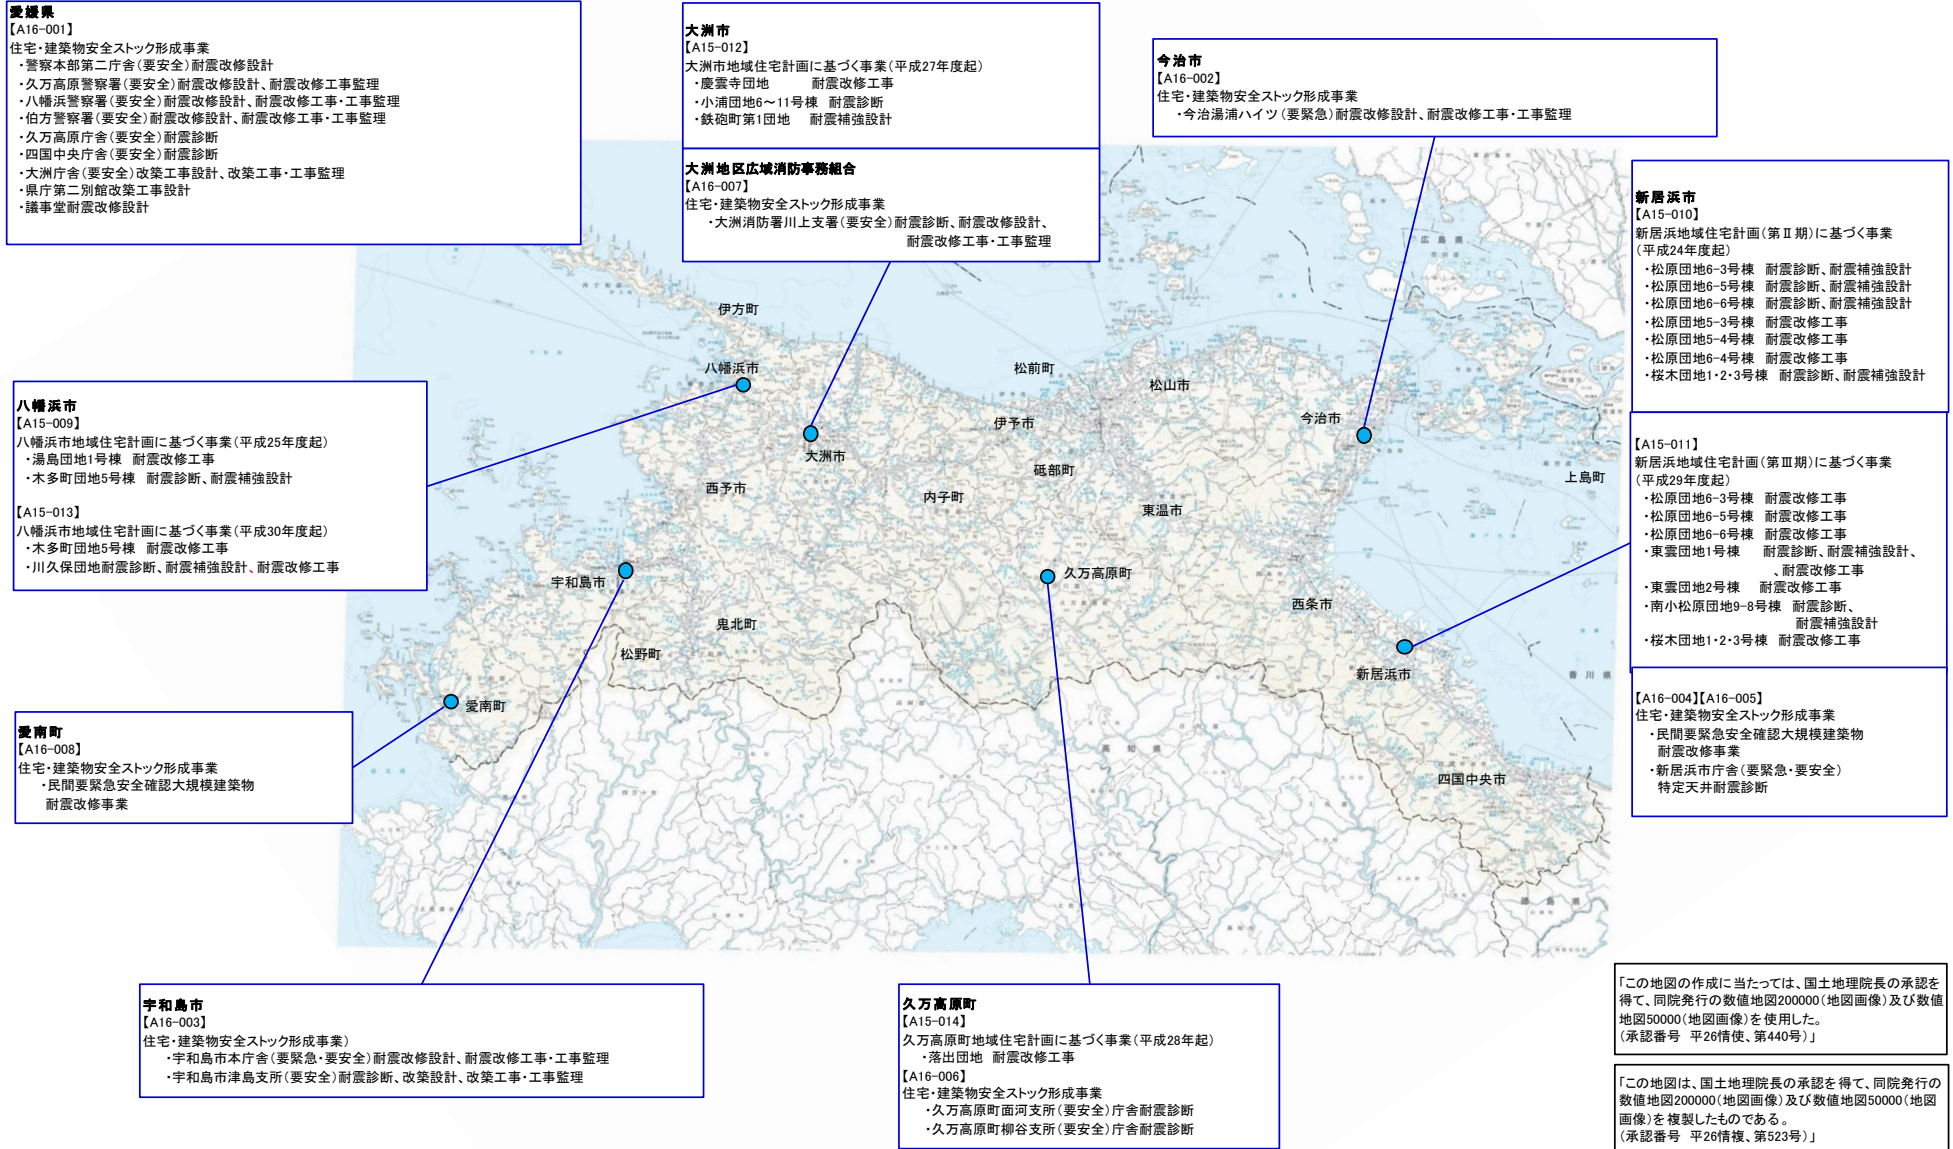 愛媛県
【A16-001】
住宅・建築物安全ストック形成事業
・警察本部第二庁舎(要安全)耐震改修設計
・久万高原警察署(要安全)耐震改修設計、耐震改修工事監理
・八幡浜警察署(要安全)耐震改修設計、耐震改修工事・工事監理
・伯方警察署(要安全)耐震改修設計、耐震改修工事・工事監理
・久万高原庁舎(要安全)耐震診断
・四国中央庁舎(要安全)耐震診断
・大洲庁舎(要安全)改築工事設計、改築工事・工事監理
・県庁第二別館改築工事設計
・議事堂耐震改修設計
大洲市
【A15-012】
大洲市地域住宅計画に基づく事業(平成27年度起)
・慶雲寺団地 耐震改修工事
・小浦団地6～11号棟 耐震診断
・鉄砲町第1団地 耐震補強設計
大洲地区広域消防事務組合
【A16-007】
住宅・建築物安全ストック形成事業
・大洲消防署川上支署(要安全)耐震診断、耐震改修設計、
耐震改修工事・工事監理
今治市
【A16-002】
住宅・建築物安全ストック形成事業
・今治湯浦ハイツ(要緊急)耐震改修設計、耐震改修工事・工事監理
新居浜市
【A15-010】
新居浜地域住宅計画(第Ⅱ期)に基づく事業
(平成24年度起)
・松原団地6-3号棟 耐震診断、耐震補強設計
・松原団地6-5号棟 耐震診断、耐震補強設計
・松原団地6-6号棟 耐震診断、耐震補強設計
・松原団地5-3号棟 耐震改修工事
・松原団地5-4号棟 耐震改修工事
・松原団地6-4号棟 耐震改修工事
・桜木団地1・2・3号棟 耐震診断、耐震補強設計
【A15-011】
新居浜地域住宅計画(第Ⅲ期)に基づく事業
(平成29年度起)
・松原団地6-3号棟 耐震改修工事
・松原団地6-5号棟 耐震改修工事
・松原団地6-6号棟 耐震改修工事
・東雲団地1号棟 耐震診断、耐震補強設計、
、耐震改修工事
・東雲団地2号棟 耐震改修工事
・南小松原団地9-8号棟 耐震診断、
耐震補強設計
・桜木団地1・2・3号棟 耐震改修工事
【A16-004】【A16-005】
住宅・建築物安全ストック形成事業
・民間要緊急安全確認大規模建築物
耐震改修事業
・新居浜市庁舎(要緊急・要安全)
特定天井耐震診断
八幡浜市
【A15-009】
八幡浜市地域住宅計画に基づく事業(平成25年度起)
・湯島団地1号棟 耐震改修工事
・木多町団地5号棟 耐震診断、耐震補強設計
【A15-013】
八幡浜市地域住宅計画に基づく事業(平成30年度起)
・木多町団地5号棟 耐震改修工事
・川久保団地耐震診断、耐震補強設計、耐震改修工事
愛南町
【A16-008】
住宅・建築物安全ストック形成事業
・民間要緊急安全確認大規模建築物
耐震改修事業
伊方町
八幡浜市
大洲市
西予市
内子町
松前町
伊予市
砥部町
松山市
今治市
東温市
上島町
宇和島市
鬼北町
松野町
愛南町
久万高原町
西条市
新居浜市
四国中央市
広島県
香川県
高知県
徳島県
宇和島市
【A16-003】
住宅・建築物安全ストック形成事業)
・宇和島市本庁舎(要緊急・要安全)耐震改修設計、耐震改修工事・工事監理
・宇和島市津島支所(要安全)耐震診断、改築設計、改築工事・工事監理
久万高原町
【A15-014】
久万高原町地域住宅計画に基づく事業(平成28年起)
・落出団地 耐震改修工事
【A16-006】
住宅・建築物安全ストック形成事業
・久万高原町面河支所(要安全)庁舎耐震診断
・久万高原町柳谷支所(要安全)庁舎耐震診断
「この地図の作成に当たっては、国土地理院長の承認を
得て、同院発行の数値地図200000(地図画像)及び数値
地図50000(地図画像)を使用した。
(承認番号 平26情使、第440号)」
「この地図は、国土地理院長の承認を得て、同院発行の
数値地図200000(地図画像)及び数値地図50000(地図
画像)を複製したものである。
(承認番号 平26情複、第523号)」